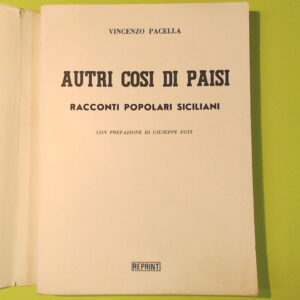 VINCENZO PACELLA
AUTRI COSI DI PAISI
RACCONTI POPOLARI SICILIANI
CON PREFAZIONE DI GIUSEPPE FOTI
REPRINT